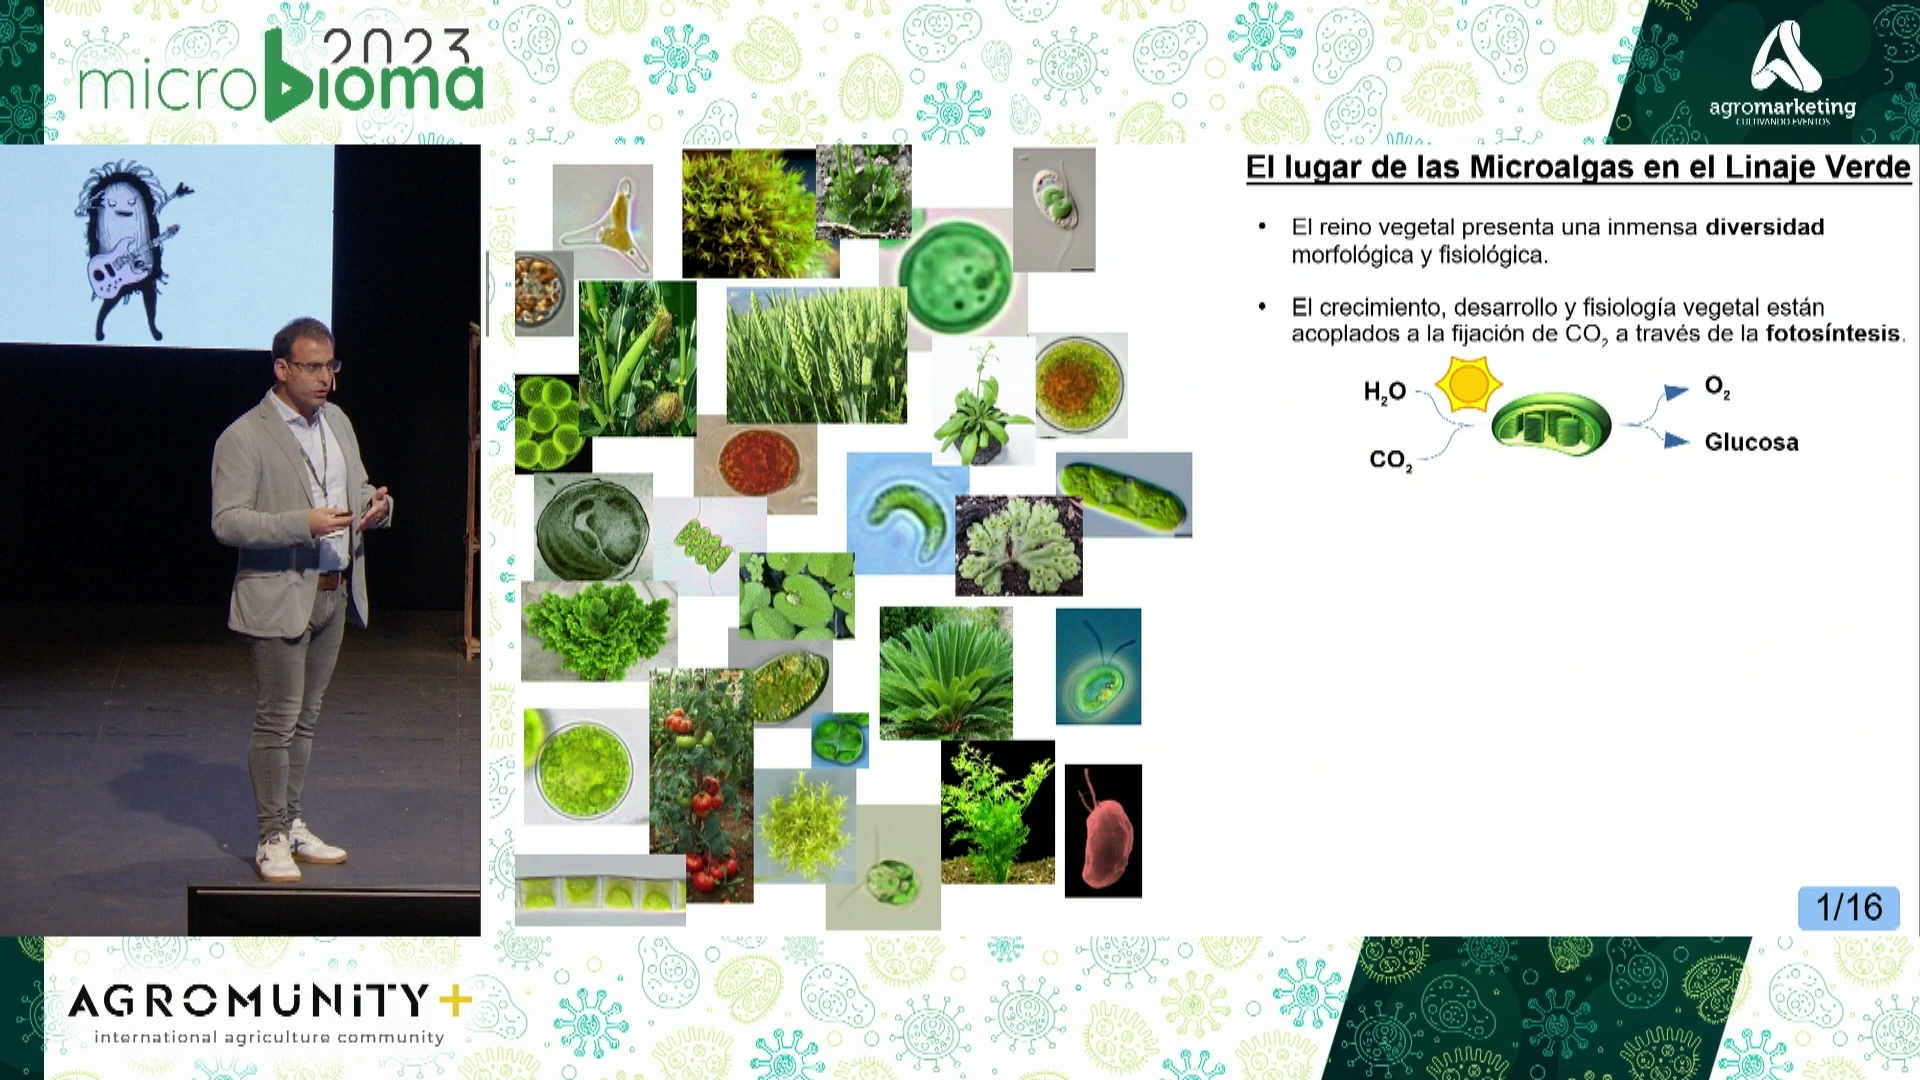 2023
microbioma
agromarketing
CULTIVANDO EVENTOS
El lugar de las Microalgas en el Linaje Verde
• El reino vegetal presenta una inmensa diversidad
morfológica y fisiológica.
• El crecimiento, desarrollo y fisiología vegetal están
acoplados a la fijación de CO₂ a través de la fotosíntesis.
H₂O
O₂
Glucosa
CO₂
1/16
AGROMUNITY+
international agriculture community